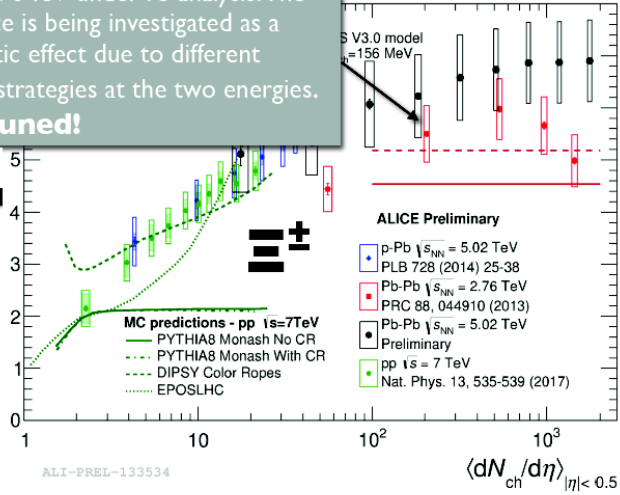 ce is being investigated as a
tic effect due to different
strategies at the two energies.
uned!
S V3.0 model
=156 MeV
5
4
3
2
1
0
Ξ±
ALICE Preliminary
p-Pb √sNN = 5.02 TeV
PLB 728 (2014) 25-38
Pb-Pb √sNN = 2.76 TeV
PRC 88, 044910 (2013)
Pb-Pb √sNN = 5.02 TeV
Preliminary
pp √s = 7 TeV
Nat. Phys. 13, 535-539 (2017)
MC predictions - pp √s=7TeV
PYTHIA8 Monash No CR
PYTHIA8 Monash With CR
DIPSY Color Ropes
EPOSLHC
1 10 10² 10³
ALI-PREL-133534
⟨dNch/dη⟩|η|< 0.5